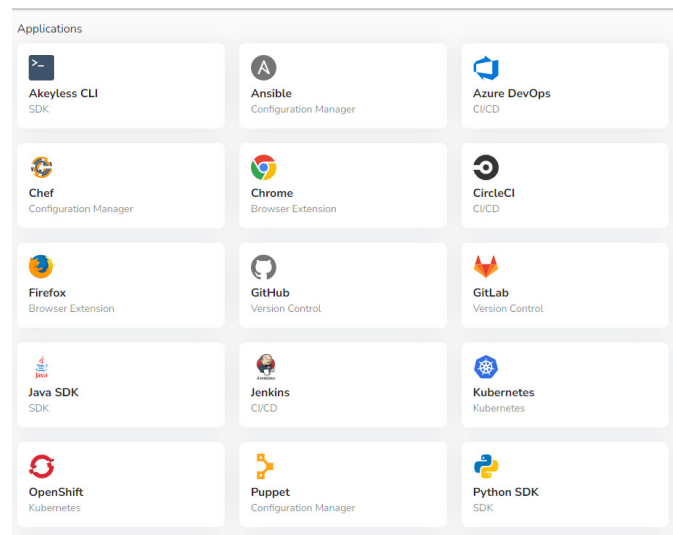 Applications
Akeyless CLI
SDK
Ansible
Configuration Manager
Azure DevOps
CI/CD
Chef
Configuration Manager
Chrome
Browser Extension
CircleCI
CI/CD
Firefox
Browser Extension
GitHub
Version Control
GitLab
Version Control
Java
Java SDK
SDK
Jenkins
Jenkins
CI/CD
Kubernetes
Kubernetes
OpenShift
Kubernetes
Puppet
Configuration Manager
Python SDK
SDK